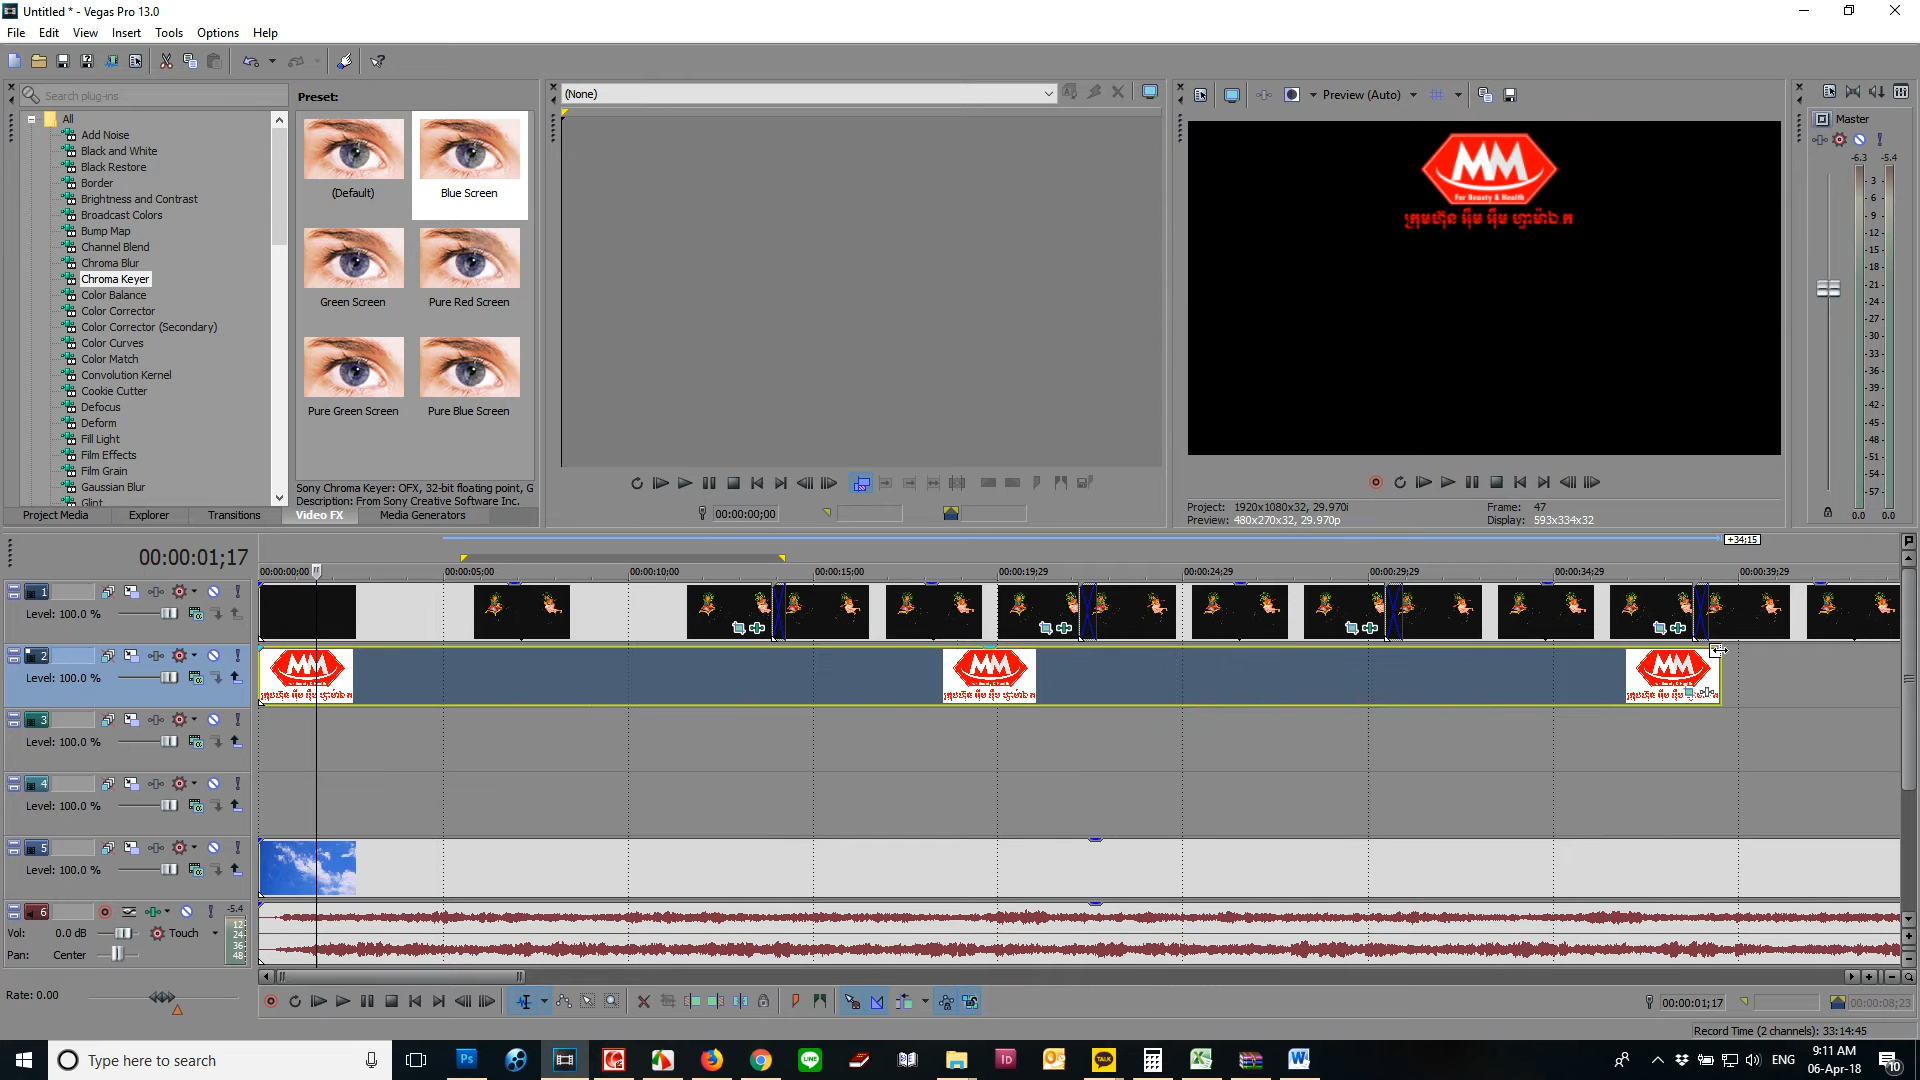 Untitled * - Vegas Pro 13.0
File Edit View Insert Tools Options Help
Search plug-ins
Preset:
(None)
Preview (Auto)
Master
All
Add Noise
Black and White
Black Restore
Border
Brightness and Contrast
Broadcast Colors
Bump Map
Channel Blend
Chroma Blur
Chroma Keyer
Color Balance
Color Corrector
Color Corrector (Secondary)
Color Curves
Color Match
Convolution Kernel
Cookie Cutter
Defocus
Deform
Fill Light
Film Effects
Film Grain
Gaussian Blur
Glint
(Default) Blue Screen
Green Screen Pure Red Screen
Pure Green Screen Pure Blue Screen
Sony Chroma Keyer: OFX, 32-bit floating point, G
Description: From Sony Creative Software Inc.
Project Media Explorer Transitions Video FX Media Generators
00:00:00;00
MM
For Beauty & Health
ក្រុមហ៊ុន អ៊ឹម អ៊ឹម ហ្វាម៉ាឯ.ក
Project: 1920x1080x32, 29.970i
Preview: 480x270x32, 29.970p
Frame: 47
Display: 593x334x32
-6.3 -5.4
3
6
9
12
15
18
21
24
27
30
33
36
39
42
45
48
51
54
57
0.0 0.0
00:00:01;17
+34;15
00:00:00;00 00:00:05;00 00:00:10;00 00:00:15;00 00:00:19;29 00:00:24;29 00:00:29;29 00:00:34;29 00:00:39;29
1
Level: 100.0 %
2
Level: 100.0 %
MM MM MM
3
Level: 100.0 %
4
Level: 100.0 %
5
Level: 100.0 %
6
-5.4
Vol: 0.0 dB Touch
Pan: Center
12
24
36
48
Rate: 0.00
00:00:01;17
00:00:08;23
Record Time (2 channels): 33:14:45
Type here to search
ENG
9:11 AM
06-Apr-18
10